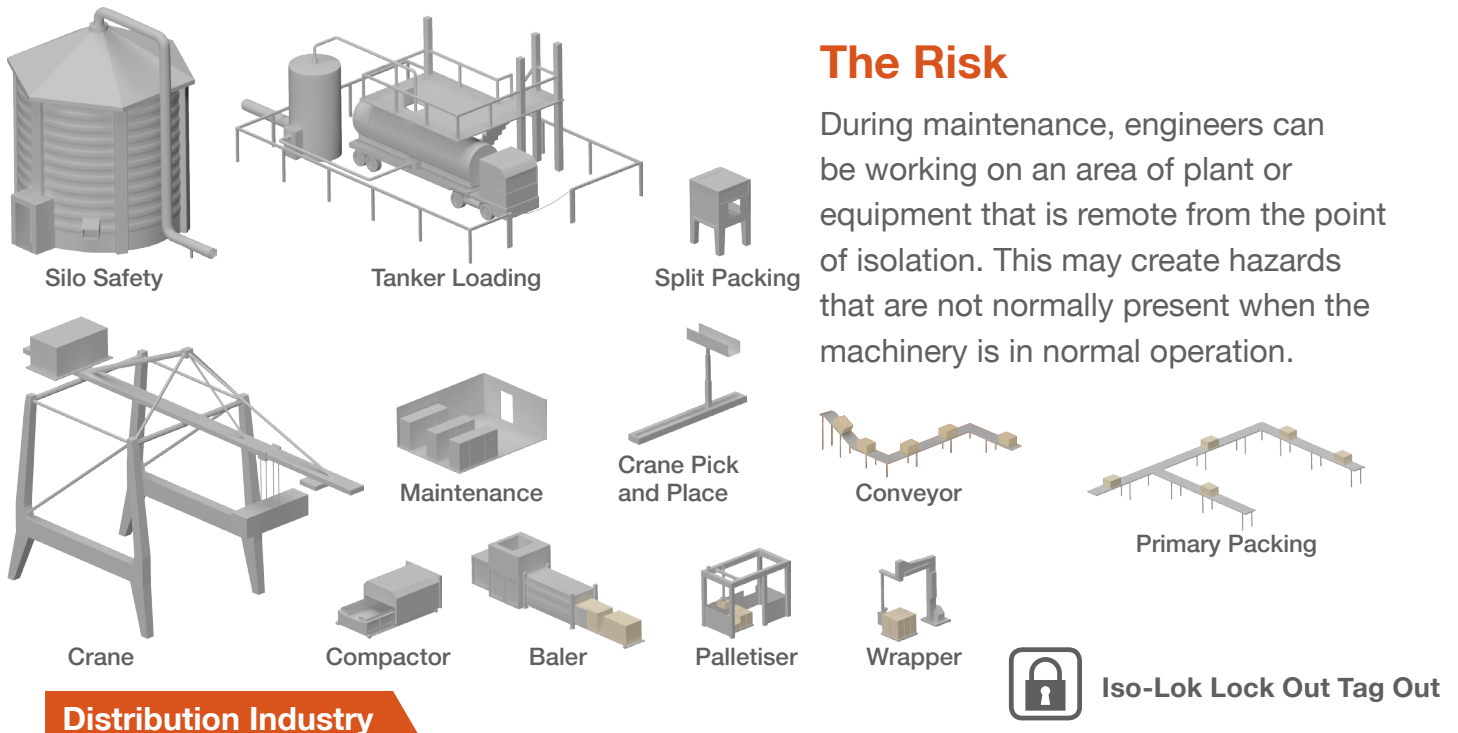 The Risk
During maintenance, engineers can
be working on an area of plant or
equipment that is remote from the point
of isolation. This may create hazards
that are not normally present when the
machinery is in normal operation.
Silo Safety
Tanker Loading
Split Packing
Maintenance
Crane Pick
and Place
Conveyor
Primary Packing
Crane
Compactor
Baler
Palletiser
Wrapper
Iso-Lok Lock Out Tag Out
Distribution Industry